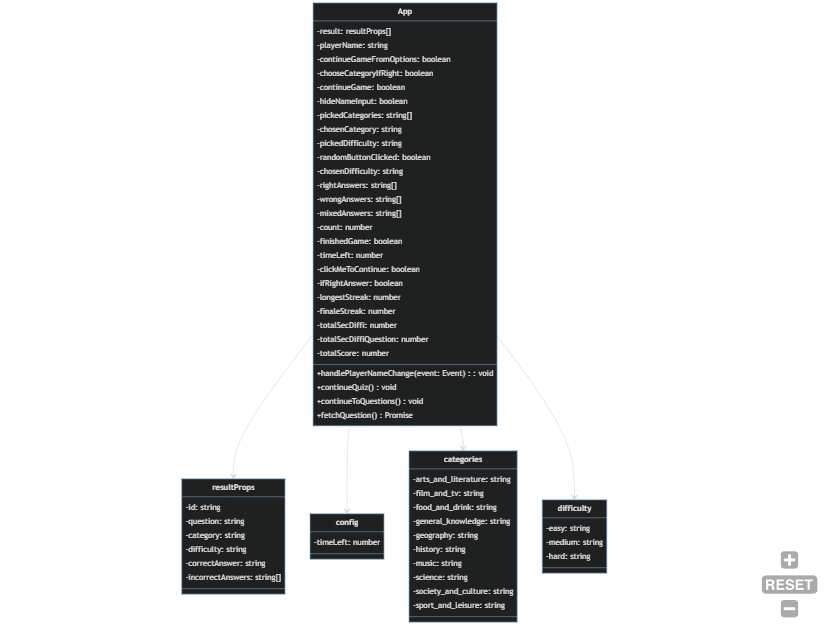 App
-result: resultProps[]
-playerName: string
-continueGameFromOptions: boolean
-chooseCategoryIfRight: boolean
-continueGame: boolean
-hideNameInput: boolean
-pickedCategories: string[]
-chosenCategory: string
-pickedDifficulty: string
-randomButtonClicked: boolean
-chosenDifficulty: string
-rightAnswers: string[]
-wrongAnswers: string[]
-mixedAnswers: string[]
-count: number
-finishedGame: boolean
-timeLeft: number
-clickMeToContinue: boolean
-ifRightAnswer: boolean
-longestStreak: number
-finaleStreak: number
-totalSecDiffi: number
-totalSecDiffiQuestion: number
-totalScore: number
+handlePlayerNameChange(event: Event) : : void
+continueQuiz() : void
+continueToQuestions() : void
+fetchQuestion() : Promise
resultProps
-id: string
-question: string
-category: string
-difficulty: string
-correctAnswer: string
-incorrectAnswers: string[]
config
-timeLeft: number
categories
-arts_and_literature: string
-film_and_tv: string
-food_and_drink: string
-general_knowledge: string
-geography: string
-history: string
-music: string
-science: string
-society_and_culture: string
-sport_and_leisure: string
difficulty
-easy: string
-medium: string
-hard: string
+
RESET
−